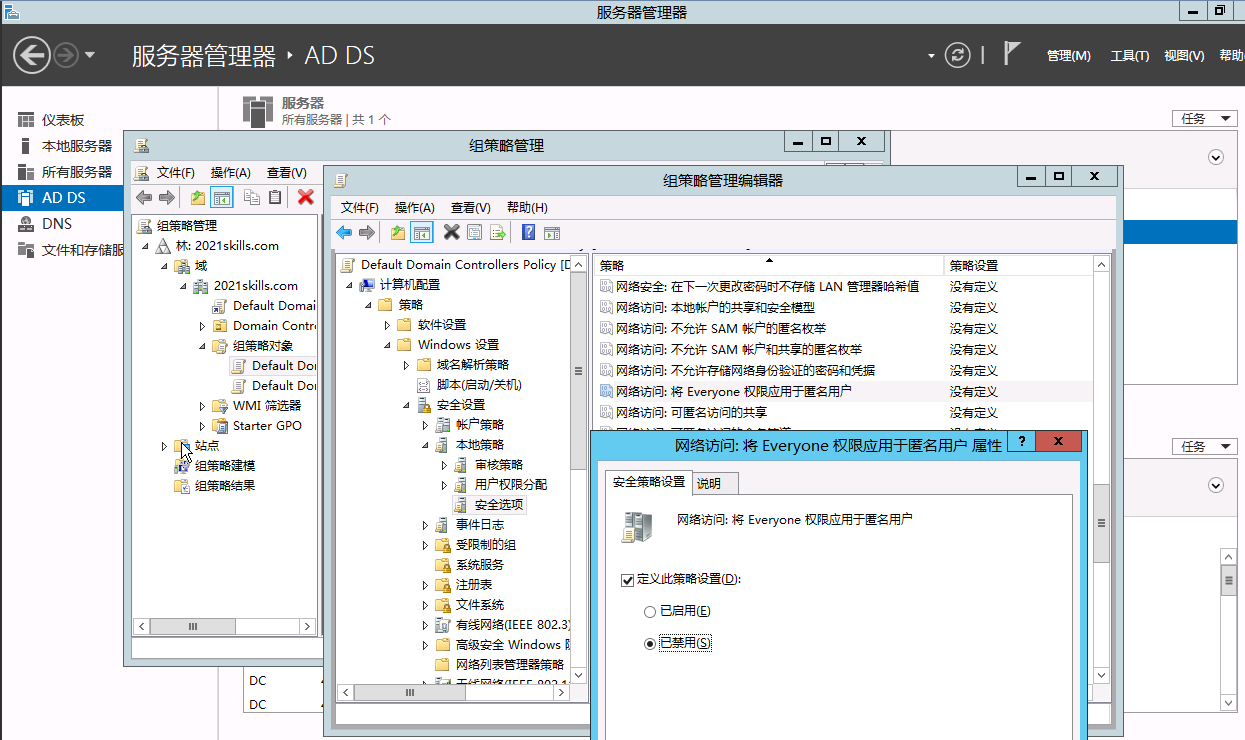 服务器管理器
服务器管理器 ‣ AD DS
管理(M) 工具(T) 视图(V) 帮助
仪表板
本地服务器
所有服务器
AD DS
DNS
文件和存储服
服务器
所有服务器 | 共 1 个
任务
任务
DC
DC
组策略管理
文件(F) 操作(A) 查看(V)
组策略管理
林: 2021skills.com
域
2021skills.com
Default Domai
Domain Contr
组策略对象
Default Do
Default Do
WMI 筛选器
Starter GPO
站点
组策略建模
组策略结果
组策略管理编辑器
文件(F) 操作(A) 查看(V) 帮助(H)
Default Domain Controllers Policy [D
计算机配置
策略
软件设置
Windows 设置
域名解析策略
脚本(启动/关机)
安全设置
帐户策略
本地策略
审核策略
用户权限分配
安全选项
事件日志
受限制的组
系统服务
注册表
文件系统
有线网络(IEEE 802.3)
高级安全 Windows 防
网络列表管理器策略
无线网络(IEEE 802.1
策略 策略设置
网络安全: 在下一次更改密码时不存储 LAN 管理器哈希值 没有定义
网络访问: 本地帐户的共享和安全模型 没有定义
网络访问: 不允许 SAM 帐户的匿名枚举 没有定义
网络访问: 不允许 SAM 帐户和共享的匿名枚举 没有定义
网络访问: 不允许存储网络身份验证的密码和凭据 没有定义
网络访问: 将 Everyone 权限应用于匿名用户 没有定义
网络访问: 可匿名访问的共享 没有定义
网络访问: 将 Everyone 权限应用于匿名用户 属性
安全策略设置 说明
网络访问: 将 Everyone 权限应用于匿名用户
定义此策略设置(D):
已启用(E)
已禁用(S)